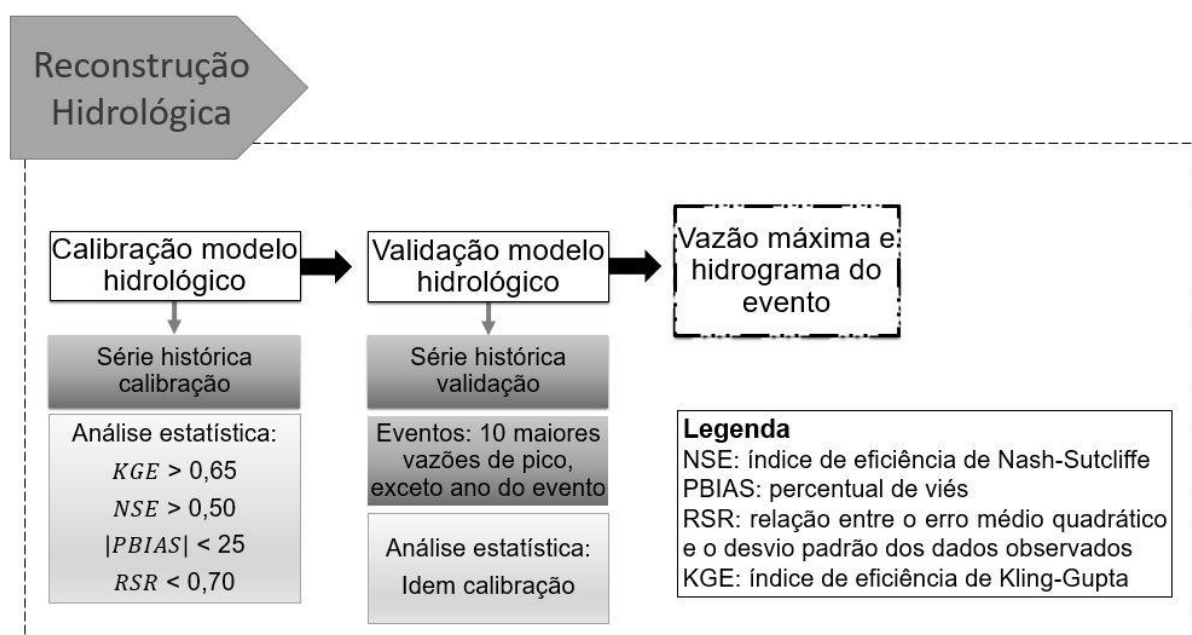 Reconstrução
Hidrológica
Calibração modelo
hidrológico
Validação modelo
hidrológico
Vazão máxima e
hidrograma do
evento
Série histórica
calibração
Série histórica
validação
Análise estatística:
KGE > 0,65
NSE > 0,50
|PBIAS| < 25
RSR < 0,70
Eventos: 10 maiores
vazões de pico,
exceto ano do evento
Análise estatística:
Idem calibração
Legenda
NSE: índice de eficiência de Nash-Sutcliffe
PBIAS: percentual de viés
RSR: relação entre o erro médio quadrático
e o desvio padrão dos dados observados
KGE: índice de eficiência de Kling-Gupta